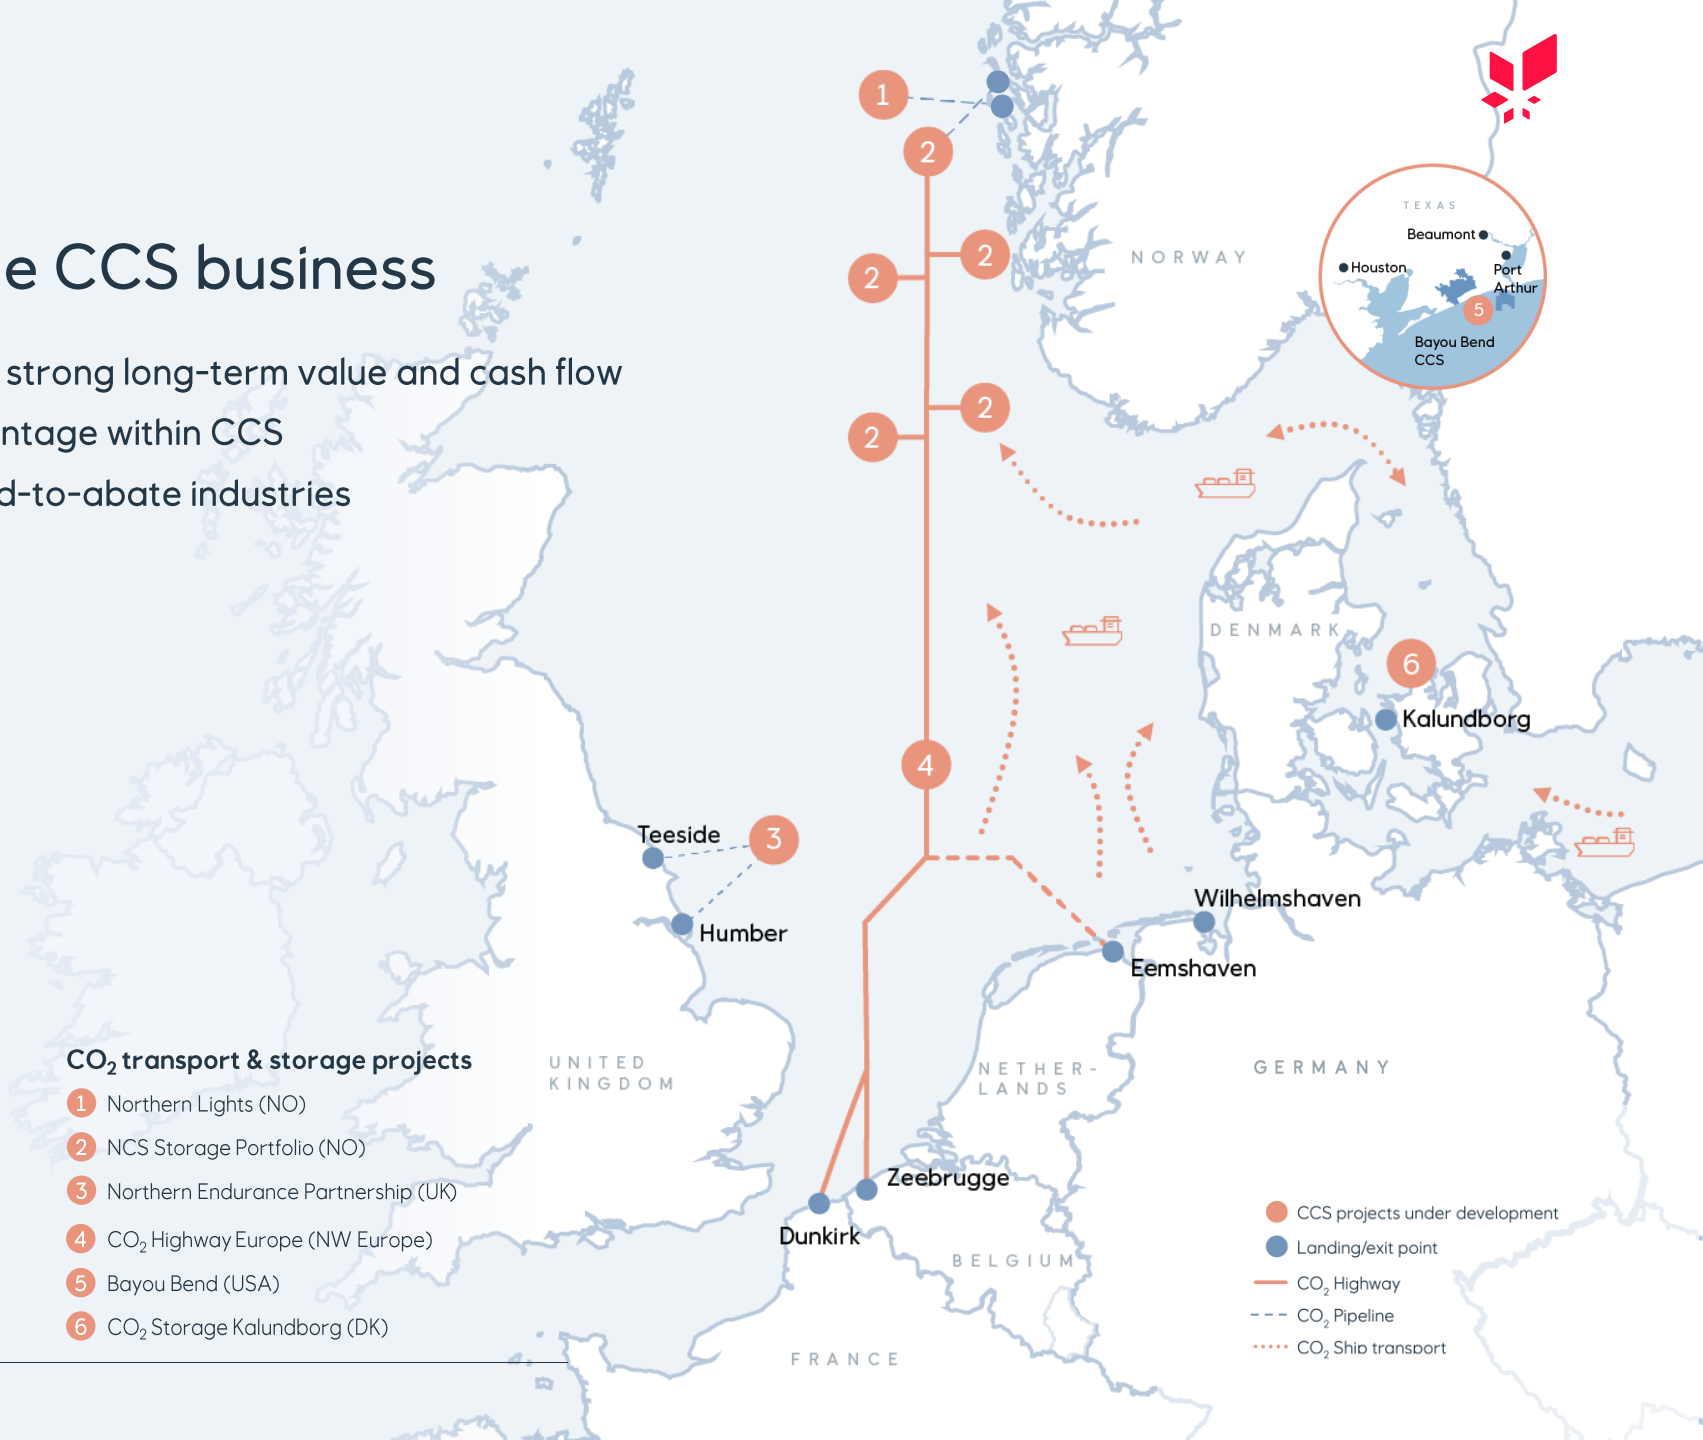 e CCS business
strong long-term value and cash flow
ntage within CCS
d-to-abate industries
1
2
2
2
2
2
NORWAY
TEXAS
Beaumont
Houston
Port
Arthur
5
Bayou Bend
CCS
DENMARK
6
Kalundborg
4
Teeside
3
Humber
Wilhelmshaven
Eemshaven
UNITED
KINGDOM
NETHER-
LANDS
GERMANY
Zeebrugge
Dunkirk
BELGIUM
FRANCE
CO2 transport & storage projects
1 Northern Lights (NO)
2 NCS Storage Portfolio (NO)
3 Northern Endurance Partnership (UK)
4 CO2 Highway Europe (NW Europe)
5 Bayou Bend (USA)
6 CO2 Storage Kalundborg (DK)
CCS projects under development
Landing/exit point
CO2 Highway
CO2 Pipeline
CO2 Ship transport